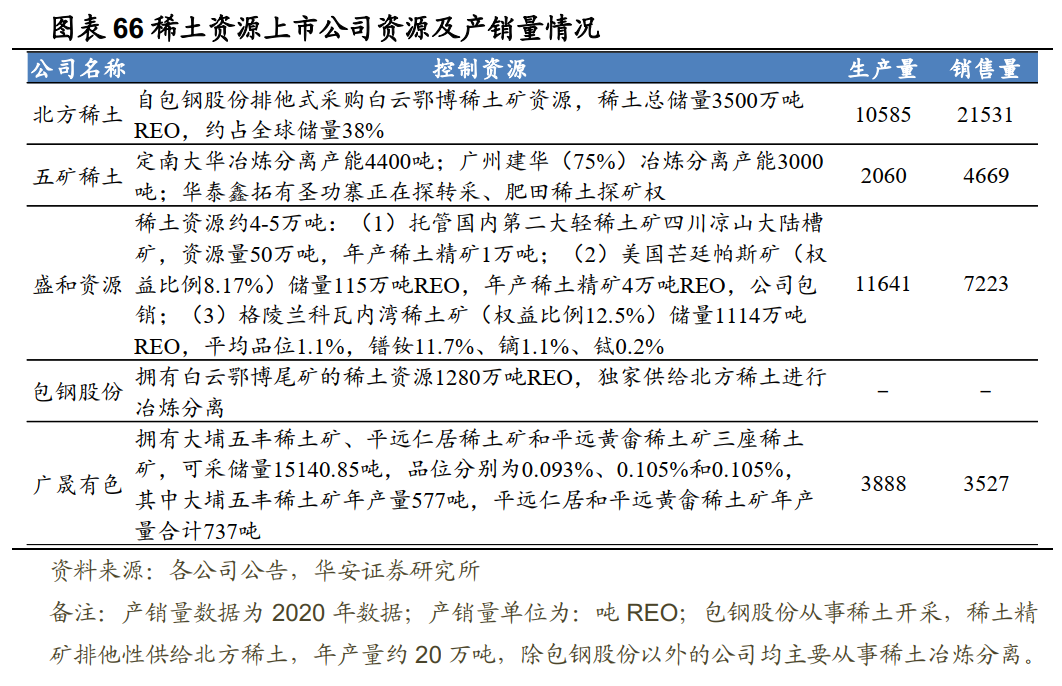 图表 66 稀土资源上市公司资源及产销量情况
公司名称 控制资源 生产量 销售量
北方稀土 自包钢股份排他式采购白云鄂博稀土矿资源，稀土总储量3500万吨
REO，约占全球储量38% 10585 21531
五矿稀土 定南大华冶炼分离产能4400吨；广州建华（75%）冶炼分离产能3000
吨；华泰鑫拓有圣功寨正在探转采、肥田稀土探矿权 2060 4669
稀土资源约4-5万吨：（1）托管国内第二大轻稀土矿四川凉山大陆槽
矿，资源量50万吨，年产稀土精矿1万吨；（2）美国芒廷帕斯矿（权
盛和资源 益比例8.17%）储量115万吨REO，年产稀土精矿4万吨REO，公司包 11641 7223
销；（3）格陵兰科瓦内湾稀土矿（权益比例12.5%）储量1114万吨
REO，平均品位1.1%，镨钕11.7%、镝1.1%、铽0.2%
包钢股份 拥有白云鄂博尾矿的稀土资源1280万吨REO，独家供给北方稀土进行
冶炼分离 – –
拥有大埔五丰稀土矿、平远仁居稀土矿和平远黄畲稀土矿三座稀土
广晟有色 矿，可采储量15140.85吨，品位分别为0.093%、0.105%和0.105%， 3888 3527
其中大埔五丰稀土矿年产量577吨，平远仁居和平远黄畲稀土矿年产
量合计737吨
资料来源：各公司公告，华安证券研究所
备注：产销量数据为 2020 年数据；产销量单位为：吨 REO；包钢股份从事稀土开采，稀土精
矿排他性供给北方稀土，年产量约 20 万吨，除包钢股份以外的公司均主要从事稀土冶炼分离。